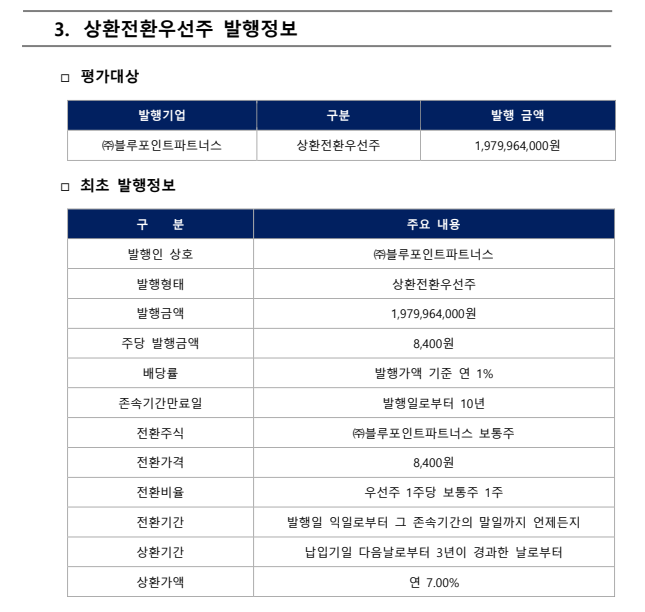 3. 상환전환우선주 발행정보
□ 평가대상
발행기업 구분 발행 금액
㈜블루포인트파트너스 상환전환우선주 1,979,964,000원
□ 최초 발행정보
구 분 주요 내용
발행인 상호 ㈜블루포인트파트너스
발행형태 상환전환우선주
발행금액 1,979,964,000원
주당 발행금액 8,400원
배당률 발행가액 기준 연 1%
존속기간만료일 발행일로부터 10년
전환주식 ㈜블루포인트파트너스 보통주
전환가격 8,400원
전환비율 우선주 1주당 보통주 1주
전환기간 발행일 익일로부터 그 존속기간의 말일까지 언제든지
상환기간 납입기일 다음날로부터 3년이 경과한 날로부터
상환가액 연 7.00%